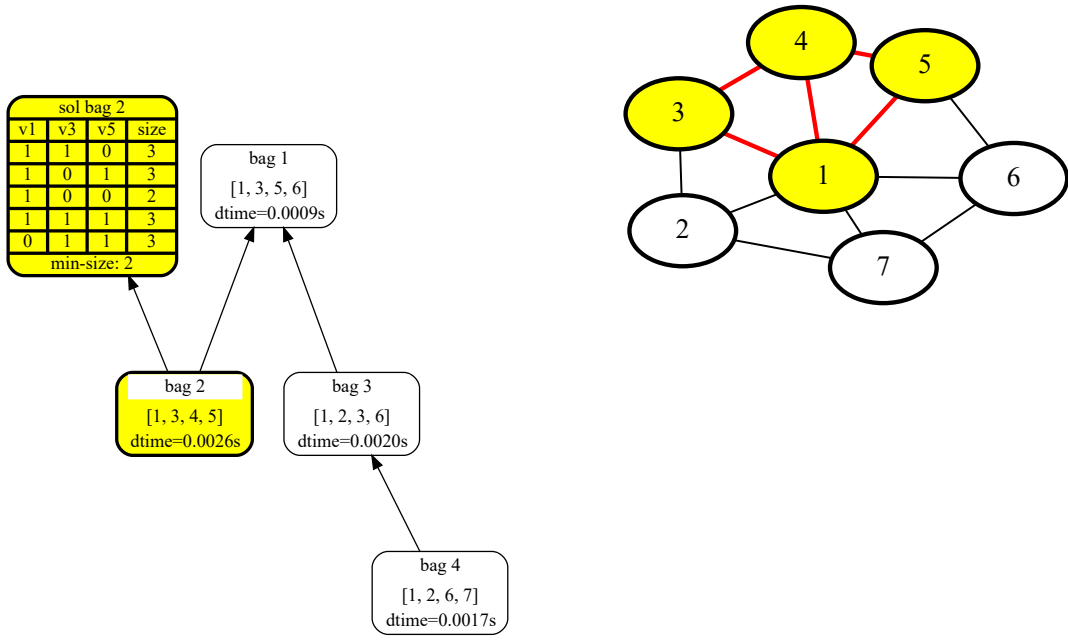 sol bag 2
v1 v3 v5 size
1 1 0 3
1 0 1 3
1 0 0 2
1 1 1 3
0 1 1 3
min-size: 2
bag 1
[1, 3, 5, 6]
dtime=0.0009s
bag 2
[1, 3, 4, 5]
dtime=0.0026s
bag 3
[1, 2, 3, 6]
dtime=0.0020s
bag 4
[1, 2, 6, 7]
dtime=0.0017s
4
5
3
1
6
2
7